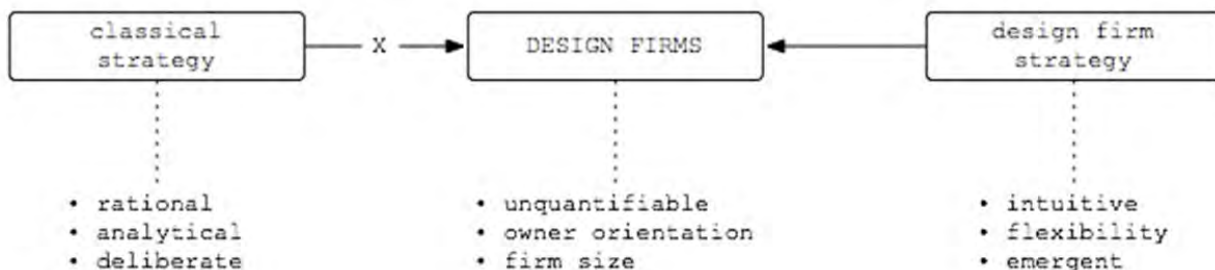 classical
strategy
X
DESIGN FIRMS
design firm
strategy
• rational
• analytical
• deliberate
• unquantifiable
• owner orientation
• firm size
• intuitive
• flexibility
• emergent